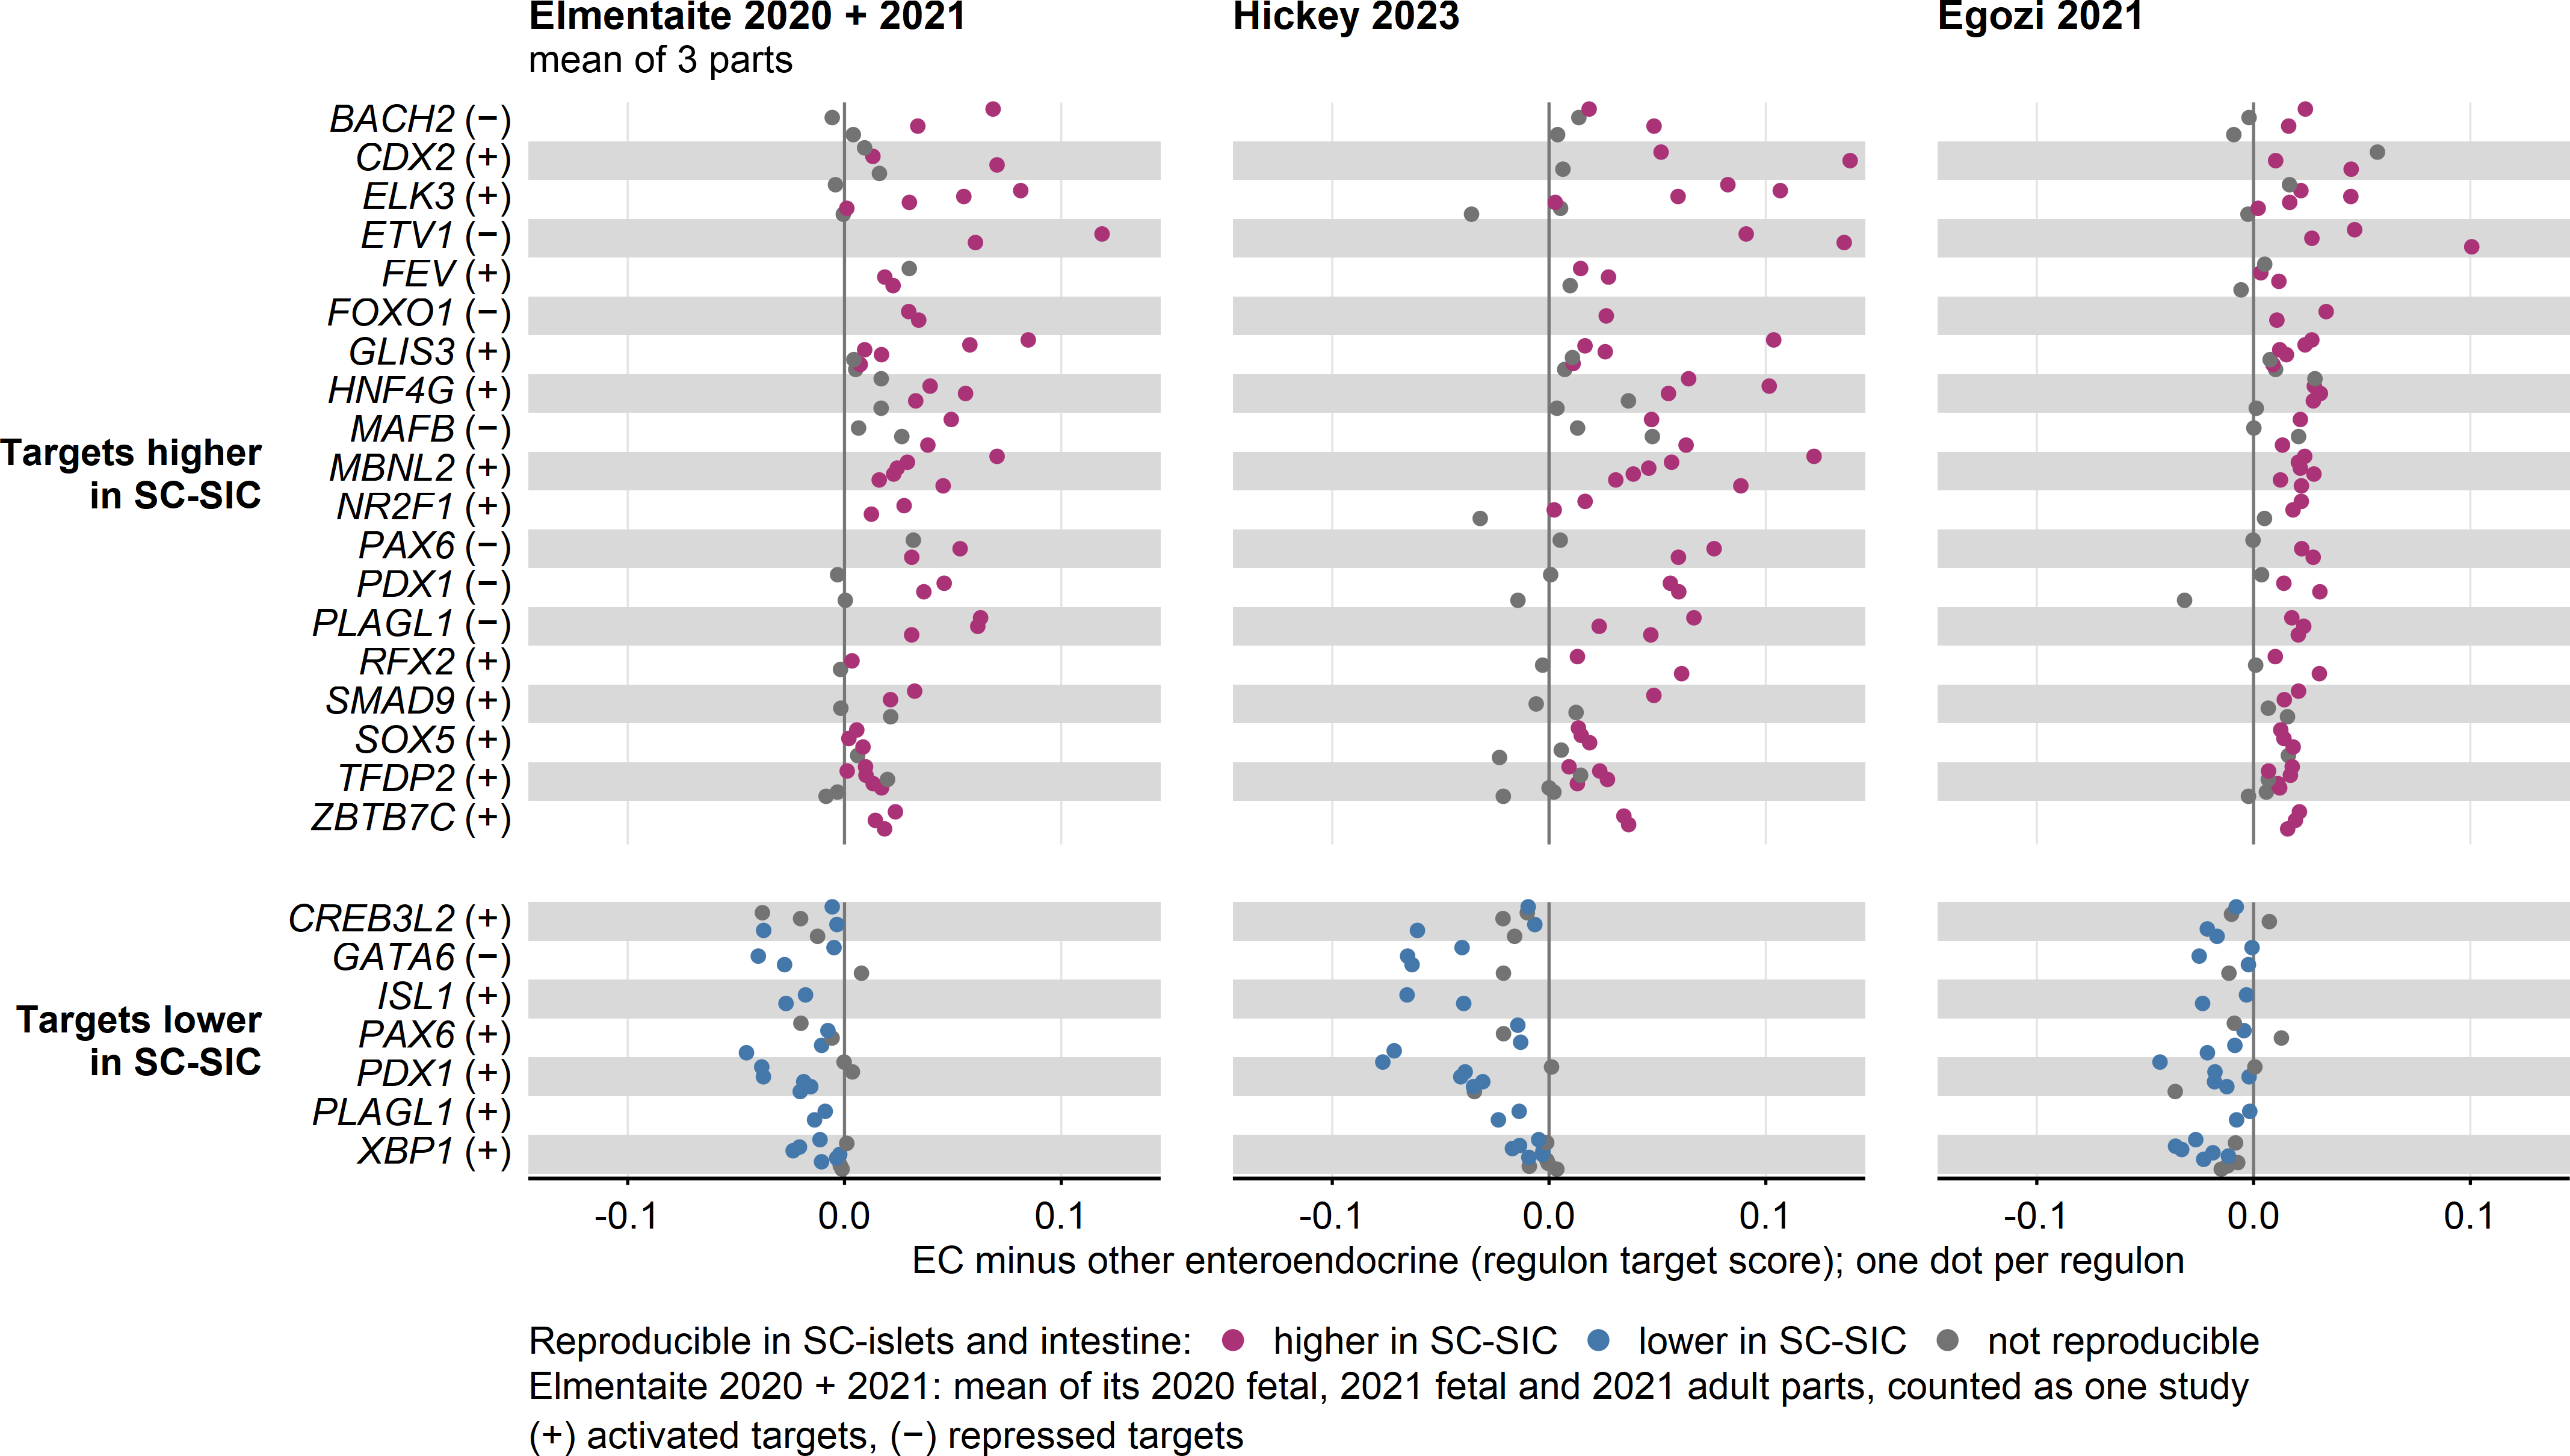 Elmentaite 2020 + 2021
mean of 3 parts
Hickey 2023
Egozi 2021
Targets higher
in SC-SIC
BACH2 (−)
CDX2 (+)
ELK3 (+)
ETV1 (−)
FEV (+)
FOXO1 (−)
GLIS3 (+)
HNF4G (+)
MAFB (−)
MBNL2 (+)
NR2F1 (+)
PAX6 (−)
PDX1 (−)
PLAGL1 (−)
RFX2 (+)
SMAD9 (+)
SOX5 (+)
TFDP2 (+)
ZBTB7C (+)
Targets lower
in SC-SIC
CREB3L2 (+)
GATA6 (−)
ISL1 (+)
PAX6 (+)
PDX1 (+)
PLAGL1 (+)
XBP1 (+)
-0.1 0.0 0.1
-0.1 0.0 0.1
-0.1 0.0 0.1
EC minus other enteroendocrine (regulon target score); one dot per regulon
Reproducible in SC-islets and intestine: higher in SC-SIC lower in SC-SIC not reproducible
Elmentaite 2020 + 2021: mean of its 2020 fetal, 2021 fetal and 2021 adult parts, counted as one study
(+) activated targets, (−) repressed targets